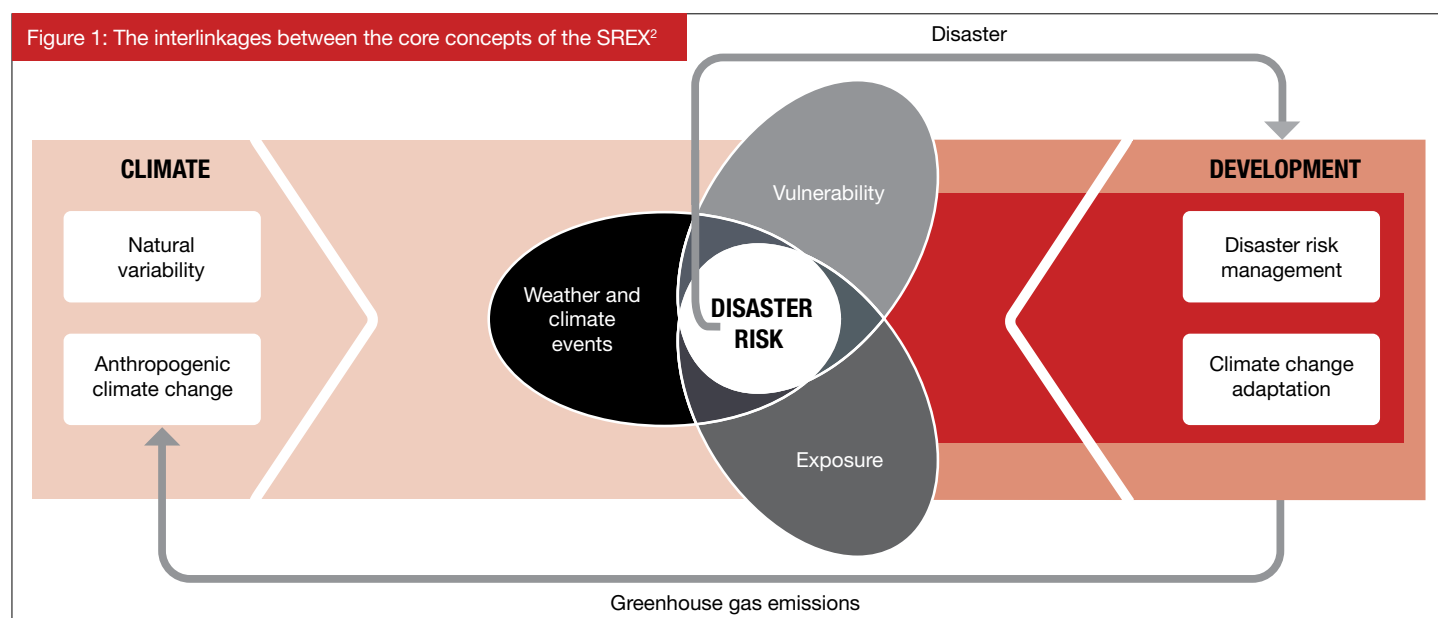 Figure 1: The interlinkages between the core concepts of the SREX²
Disaster
CLIMATE
Natural
variability
Anthropogenic
climate change
Weather and
climate
events
Vulnerability
DISASTER
RISK
Exposure
DEVELOPMENT
Disaster risk
management
Climate change
adaptation
Greenhouse gas emissions